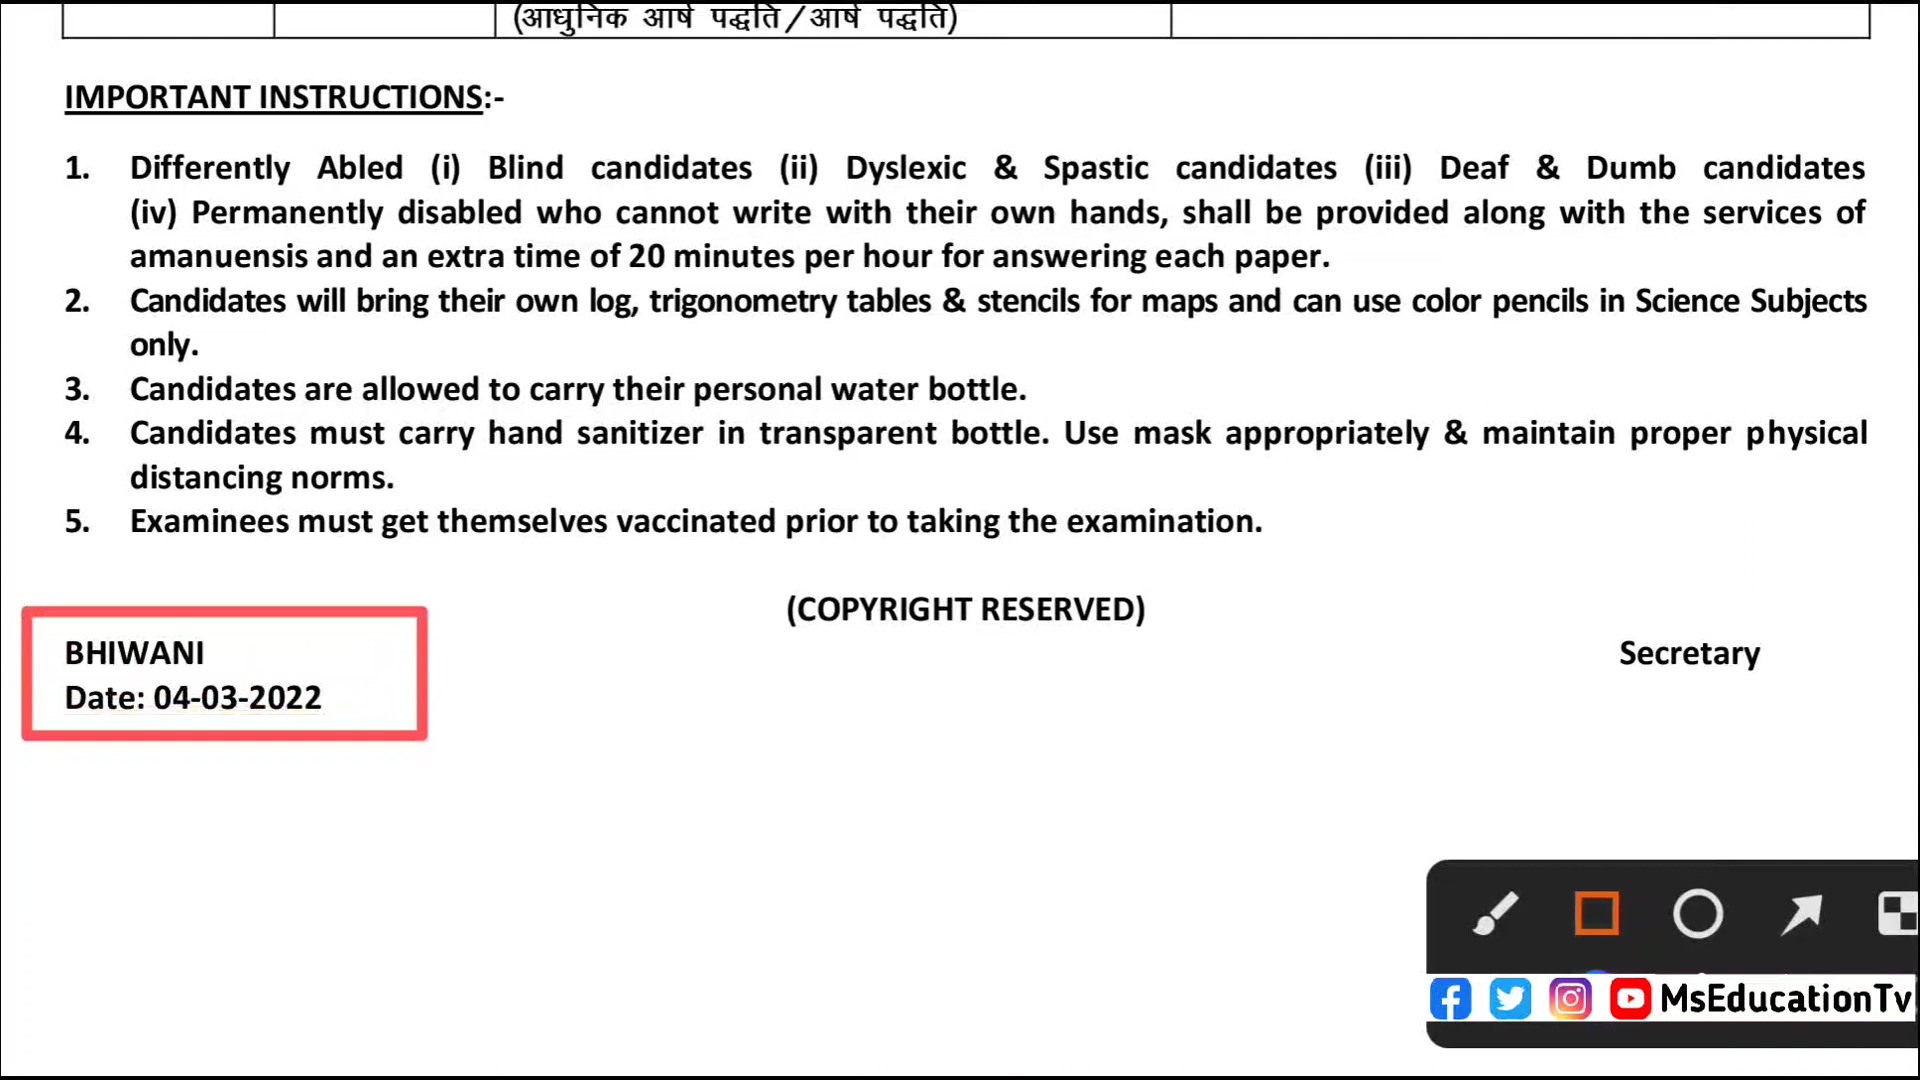 (आधुनिक आर्ष पद्धति/आर्ष पद्धति)
IMPORTANT INSTRUCTIONS:-
1. Differently Abled (i) Blind candidates (ii) Dyslexic & Spastic candidates (iii) Deaf & Dumb candidates
(iv) Permanently disabled who cannot write with their own hands, shall be provided along with the services of
amanuensis and an extra time of 20 minutes per hour for answering each paper.
2. Candidates will bring their own log, trigonometry tables & stencils for maps and can use color pencils in Science Subjects
only.
3. Candidates are allowed to carry their personal water bottle.
4. Candidates must carry hand sanitizer in transparent bottle. Use mask appropriately & maintain proper physical
distancing norms.
5. Examinees must get themselves vaccinated prior to taking the examination.
(COPYRIGHT RESERVED)
BHIWANI Secretary
Date: 04-03-2022
MsEducationTv